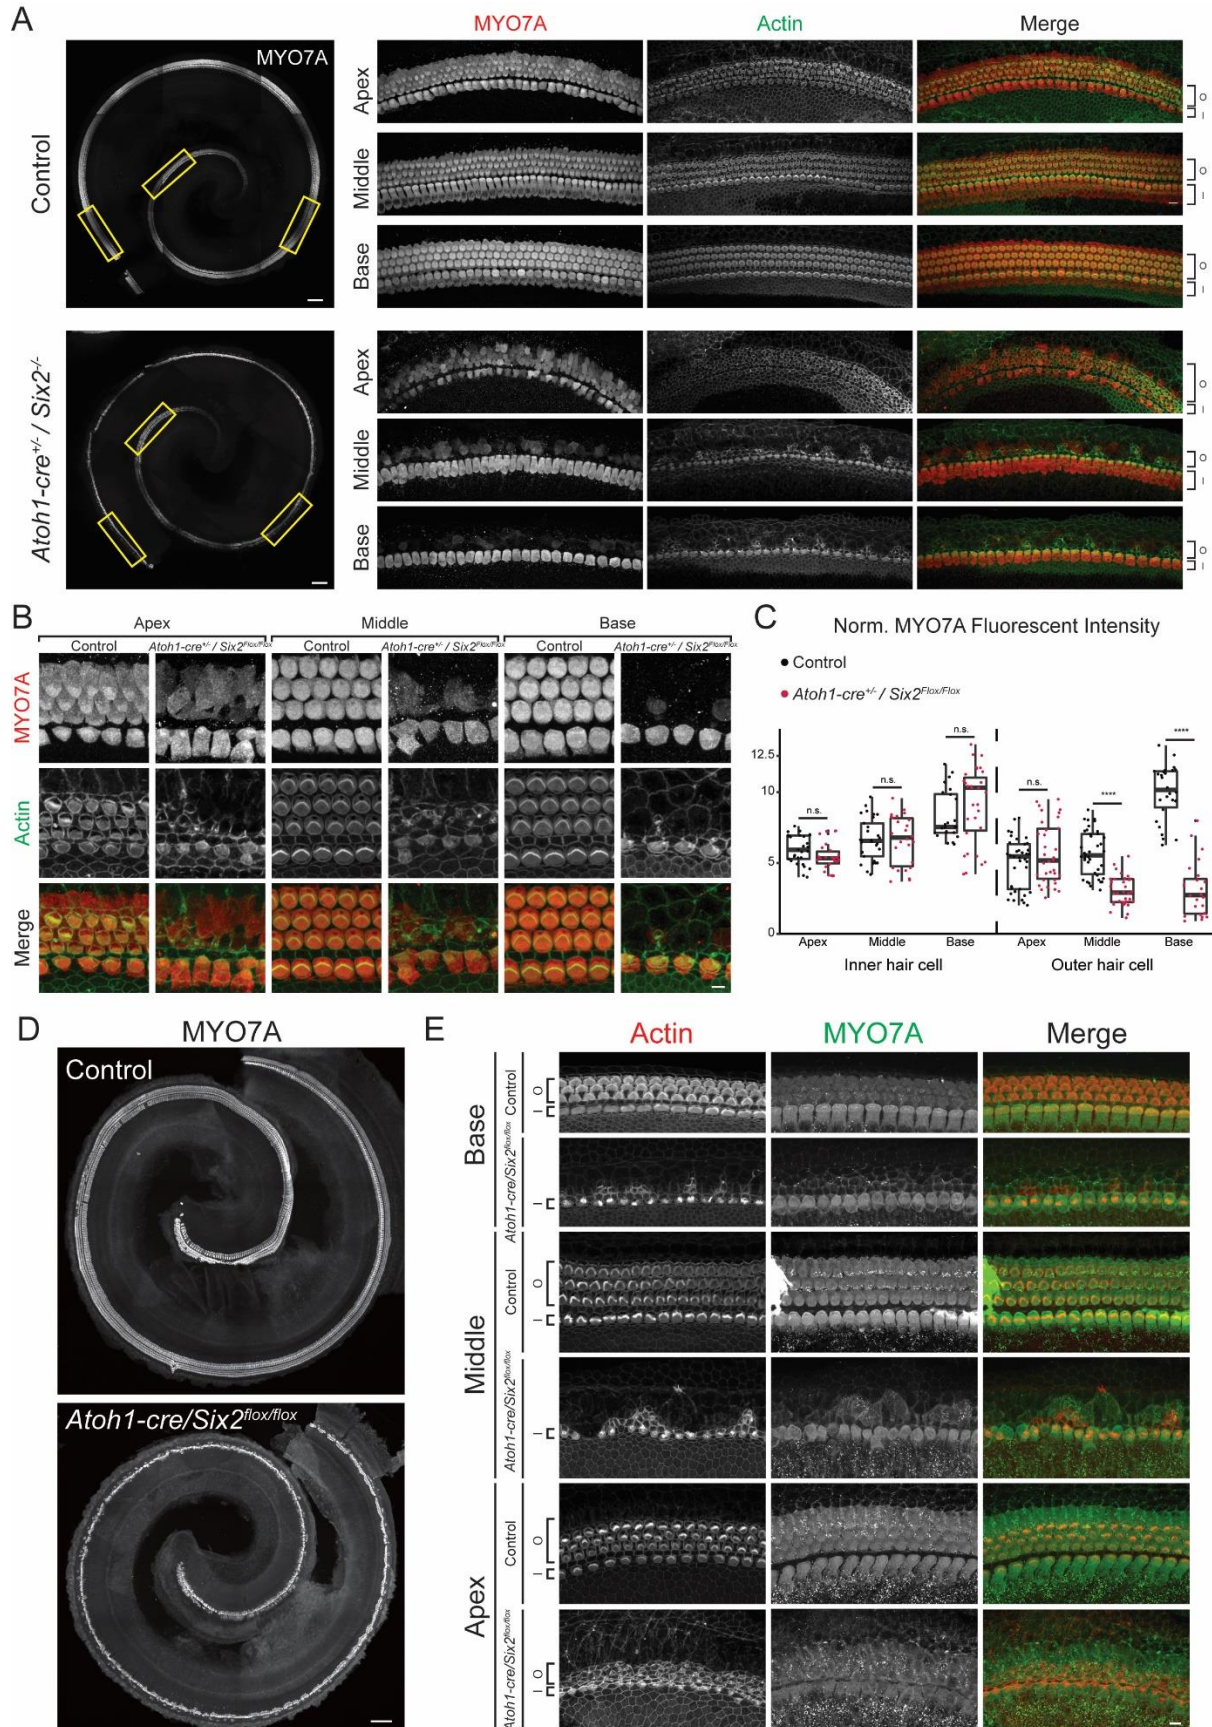 A
MYO7A
Actin
Merge
MYO7A
Control
Apex
O
I
Middle
O
I
Base
O
I
Atoh1-cre+/- / Six2-/-
Apex
O
I
Middle
O
I
Base
O
I
B
Apex
Middle
Base
Control
Atoh1-cre+/- / Six2Flox/Flox
Control
Atoh1-cre+/- / Six2Flox/Flox
Control
Atoh1-cre+/- / Six2Flox/Flox
MYO7A
Actin
Merge
C
Norm. MYO7A Fluorescent Intensity
Control
Atoh1-cre+/- / Six2Flox/Flox
12.5
10
5
0
n.s.
n.s.
n.s.
n.s.
****
****
Apex
Middle
Base
Apex
Middle
Base
Inner hair cell
Outer hair cell
D
MYO7A
Control
Atoh1-cre/Six2flox/flox
E
Actin
MYO7A
Merge
Base
Control
O
I
Atoh1-cre/Six2flox/flox
I
Middle
Control
O
I
Atoh1-cre/Six2flox/flox
I
Apex
Control
O
I
Atoh1-cre/Six2flox/flox
O
I